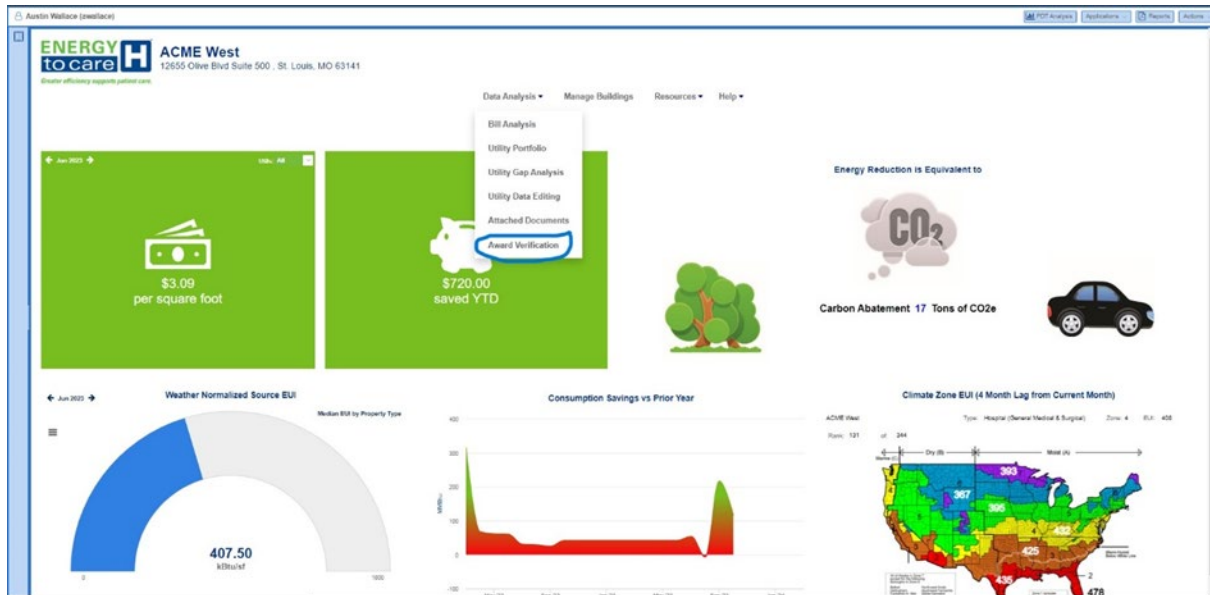 Austin Wallace (awallace)
PDT Analysis Applications Reports Actions
ENERGY
to care H
Greater efficiency supports patient care.
ACME West
12655 Olive Blvd Suite 500 , St. Louis, MO 63141
Data Analysis Manage Buildings Resources Help
Bill Analysis
Utility Portfolio
Utility Gap Analysis
Utility Data Editing
Attached Documents
Award Verification
Jun 2023
All
$3.09
per square foot
$720.00
saved YTD
Energy Reduction is Equivalent to
CO2
Carbon Abatement 17 Tons of CO2e
Jun 2023
Weather Normalized Source EUI
Median EUI by Property Type
407.50
kBtu/sf
0
1000
Consumption Savings vs Prior Year
400
300
200
100
0
-100
Climate Zone EUI (4 Month Lag from Current Month)
ACME West Type: Hospital (General Medical & Surgical) Zone: 4 EUI: 408
Rank: 131 of 244
Marine (C) Dry (B) Moist (A)
393
367
395
432
425
435
478
2